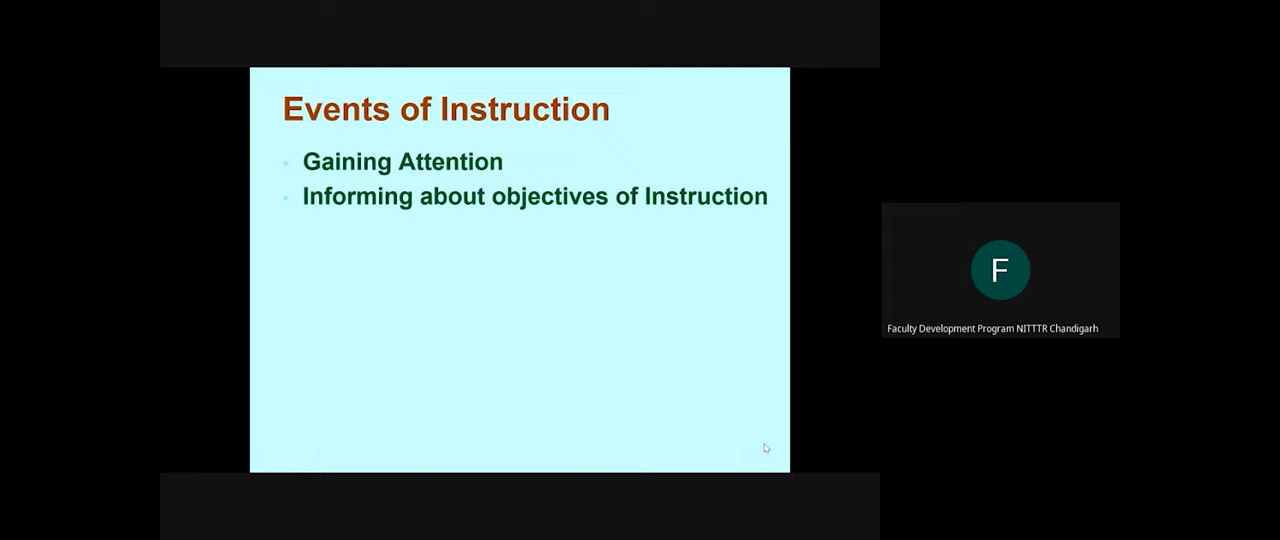 Events of Instruction
Gaining Attention
Informing about objectives of Instruction
F
Faculty Development Program NITTTR Chandigarh